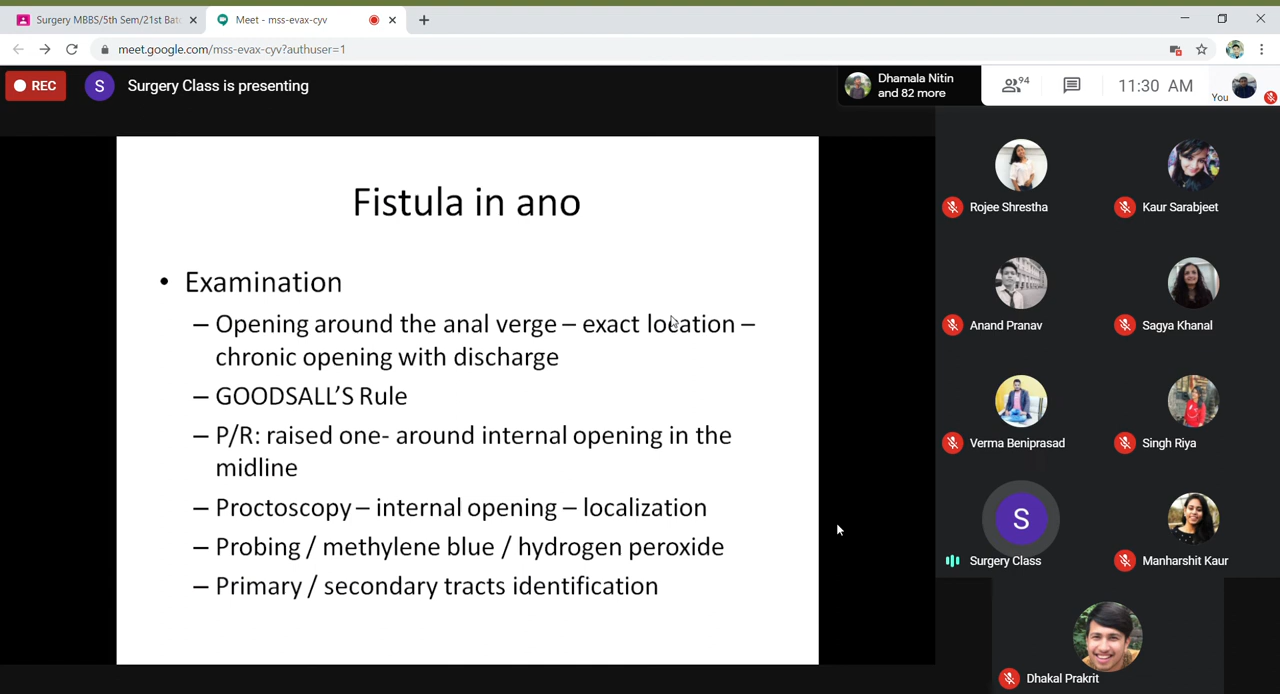 Surgery MBBS/5th Sem/21st Bat
Meet - mss-evax-cyv
meet.google.com/mss-evax-cyv?authuser=1
REC
S
Surgery Class is presenting
Dhamala Nitin
and 82 more
94
11:30 AM
You
Fistula in ano
• Examination
– Opening around the anal verge – exact location –
chronic opening with discharge
– GOODSALL’S Rule
– P/R: raised one- around internal opening in the
midline
– Proctoscopy – internal opening – localization
– Probing / methylene blue / hydrogen peroxide
– Primary / secondary tracts identification
Rojee Shrestha
Kaur Sarabjeet
Anand Pranav
Sagya Khanal
Verma Beniprasad
Singh Riya
S
Surgery Class
Manharshit Kaur
Dhakal Prakrit